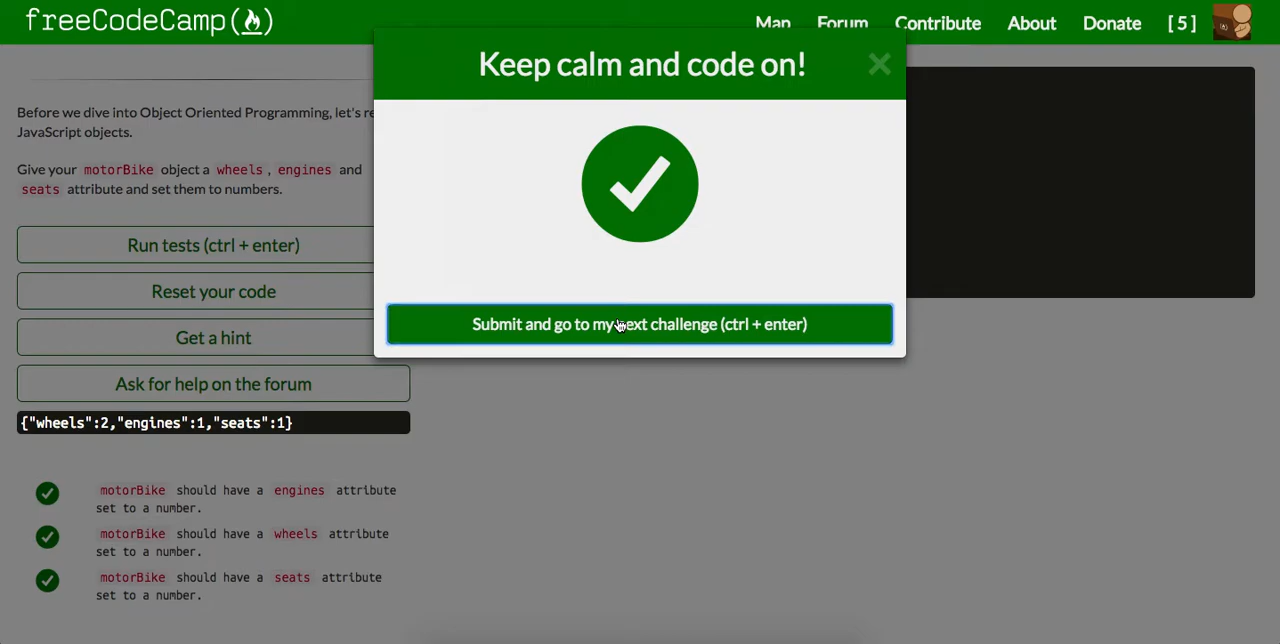 freeCodeCamp
Map Forum Contribute About Donate [ 5 ]
Keep calm and code on!
Before we dive into Object Oriented Programming, let's
JavaScript objects.
Give your motorBike object a wheels , engines and
seats attribute and set them to numbers.
Run tests (ctrl + enter)
Reset your code
Get a hint
Submit and go to my next challenge (ctrl + enter)
Ask for help on the forum
{"wheels":2,"engines":1,"seats":1}
motorBike should have a engines attribute
set to a number.
motorBike should have a wheels attribute
set to a number.
motorBike should have a seats attribute
set to a number.